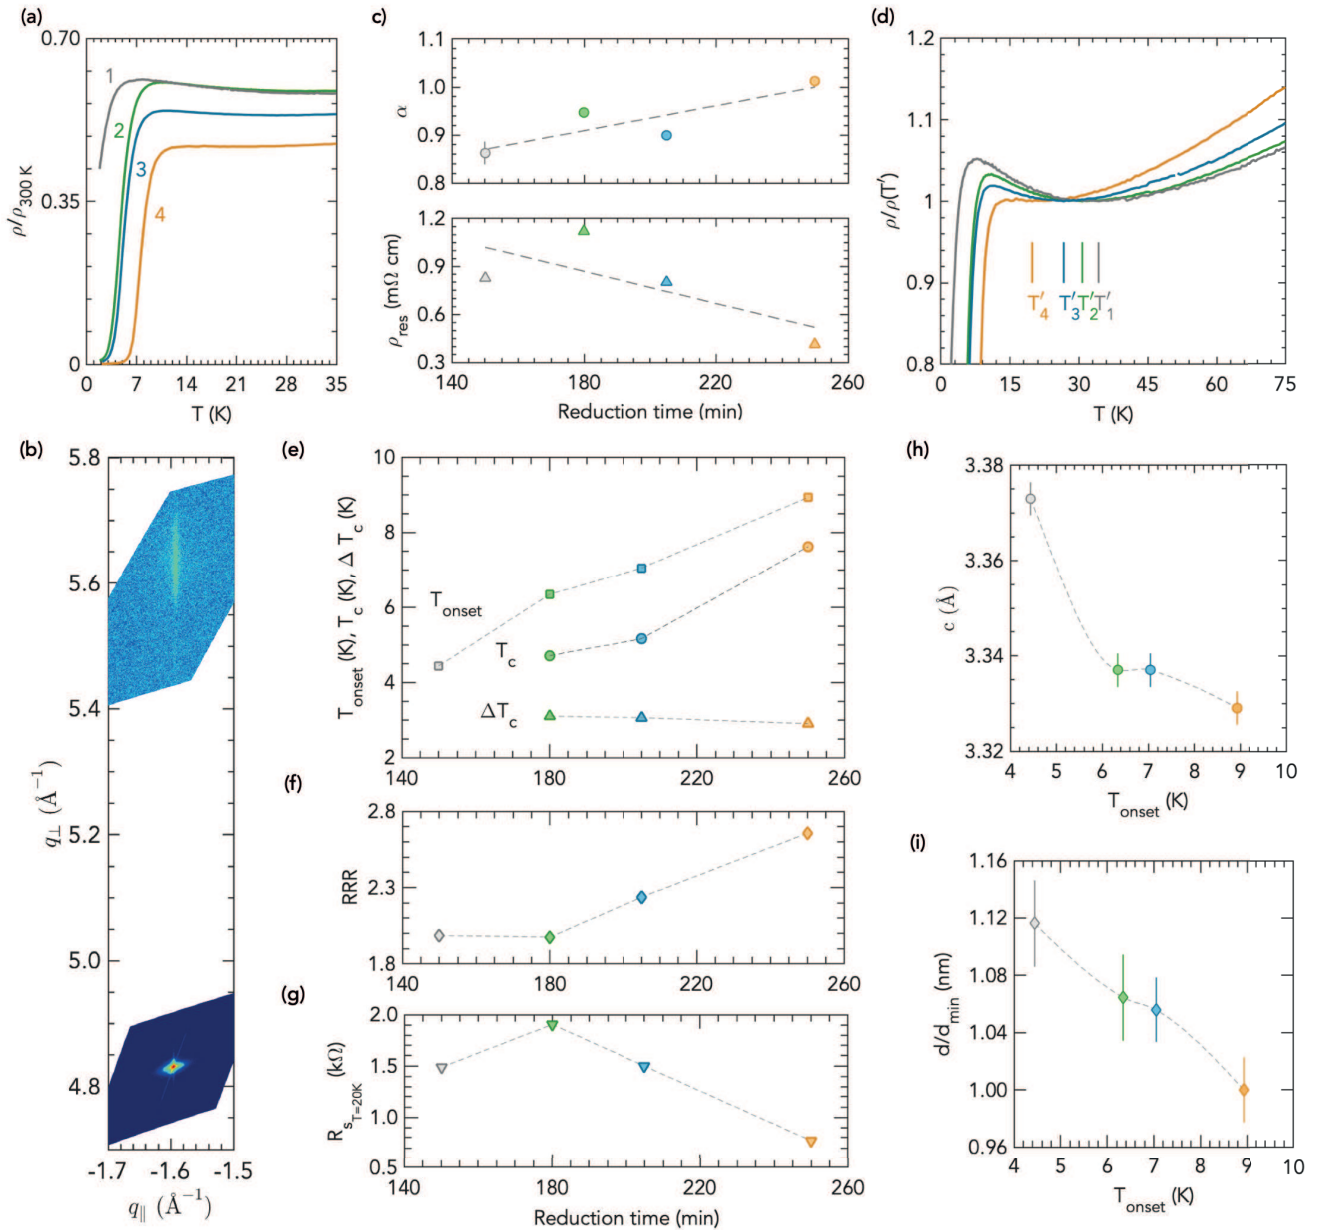 (a)
0.70
0.35
0
ρ/ρ300 K
1
2
3
4
0 7 14 21 28 35
T (K)
c)
1.1
1.0
0.9
0.8
α
1.2
0.9
0.6
0.3
ρres (mΩ cm)
140 180 220 260
Reduction time (min)
(d)
1.2
1.1
1
0.9
0.8
ρ/ρ(T′)
T′4 T′3 T′2 T′1
0 15 30 45 60 75
T (K)
(b)
5.8
5.6
5.4
5.2
5.0
4.8
q⊥ (Å−1)
-1.7 -1.6 -1.5
q∥ (Å−1)
(e)
10
8
6
4
2
Tonset (K), Tc (K), Δ Tc (K)
Tonset
Tc
ΔTc
140 180 220 260
(f)
2.8
2.3
1.8
RRR
140 180 220 260
(g)
2.0
1.5
1.0
0.5
RsT=20K (kΩ)
140 180 220 260
Reduction time (min)
(h)
3.38
3.36
3.34
3.32
c (Å)
4 5 6 7 8 9 10
Tonset (K)
(i)
1.16
1.12
1.08
1.04
1.00
0.96
d/dmin (nm)
4 5 6 7 8 9 10
Tonset (K)